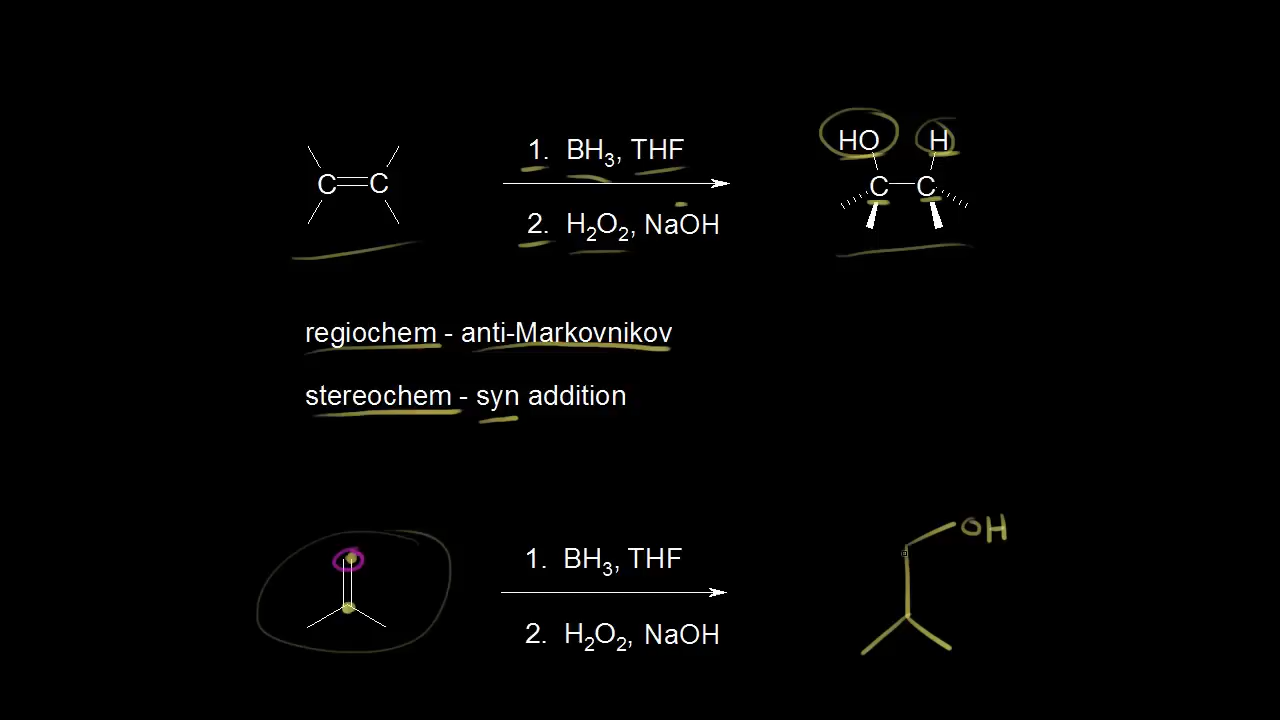 1. BH₃, THF
HO H
C=C
C-C
2. H₂O₂, NaOH
regiochem - anti-Markovnikov
stereochem - syn addition
OH
1. BH₃, THF
2. H₂O₂, NaOH